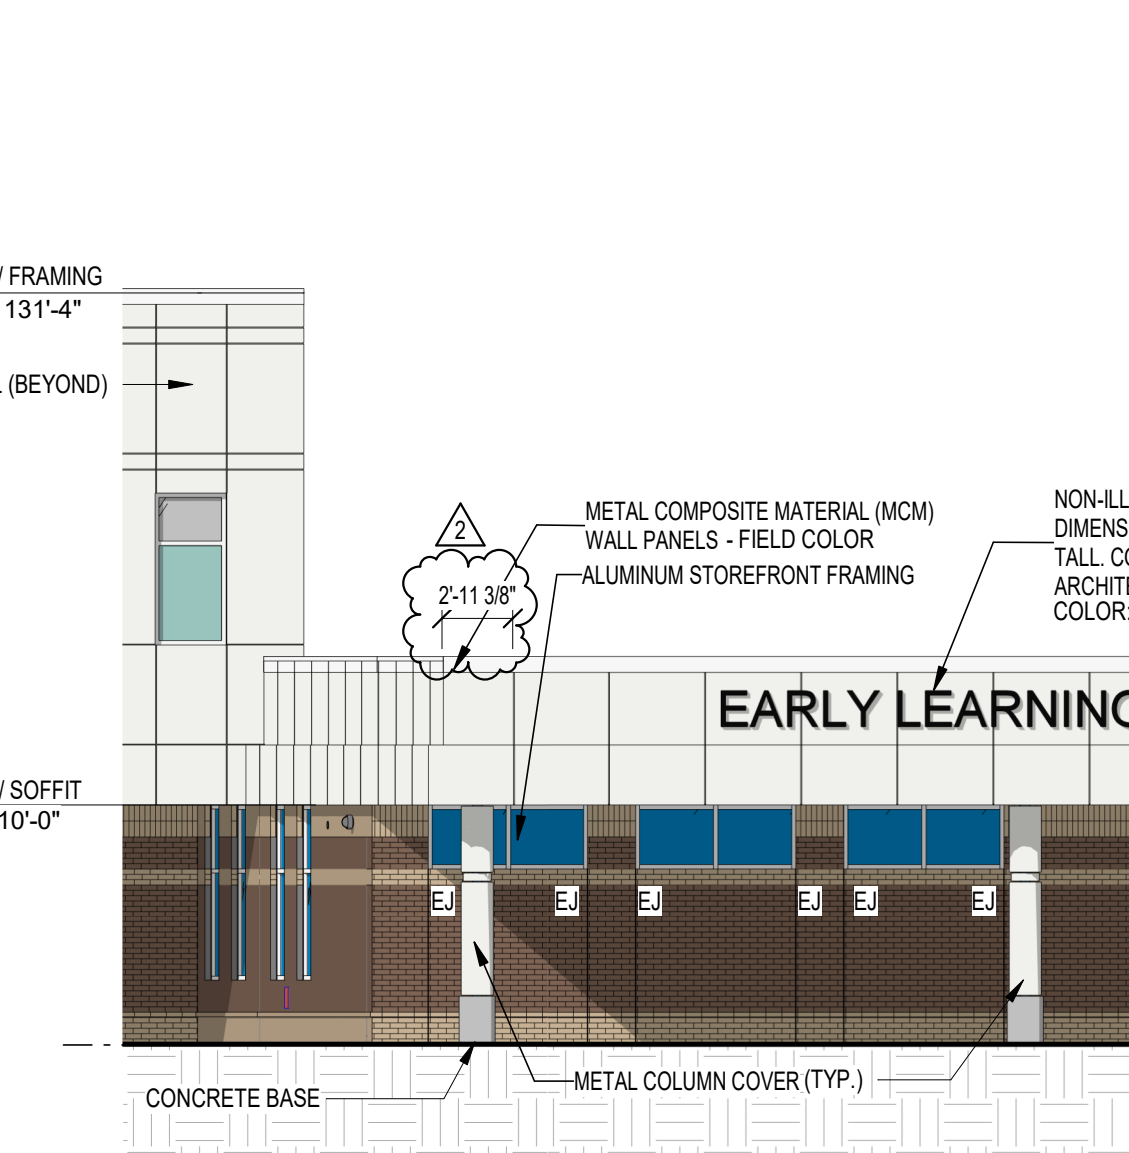 / FRAMING
131'-4"
(BEYOND)
2
METAL COMPOSITE MATERIAL (MCM)
WALL PANELS - FIELD COLOR
ALUMINUM STOREFRONT FRAMING
2'-11 3/8"
NON-ILL
DIMENS
TALL. CO
ARCHITE
COLOR:
EARLY LEARNING
/ SOFFIT
10'-0"
EJ EJ EJ EJ EJ EJ
METAL COLUMN COVER (TYP.)
CONCRETE BASE